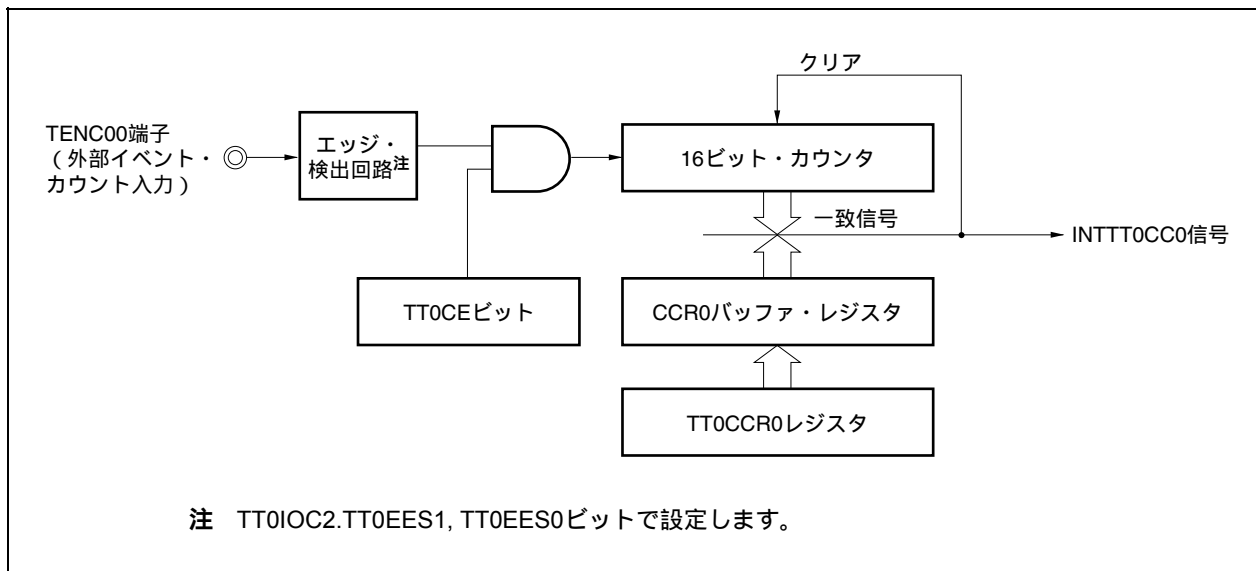 クリア
TENC00端子
（外部イベント・
カウント入力）
エッジ・
検出回路注
16ビット・カウンタ
一致信号
INTTT0CC0信号
TT0CEビット
CCR0バッファ・レジスタ
TT0CCR0レジスタ
注　TT0IOC2.TT0EES1, TT0EES0ビットで設定します。